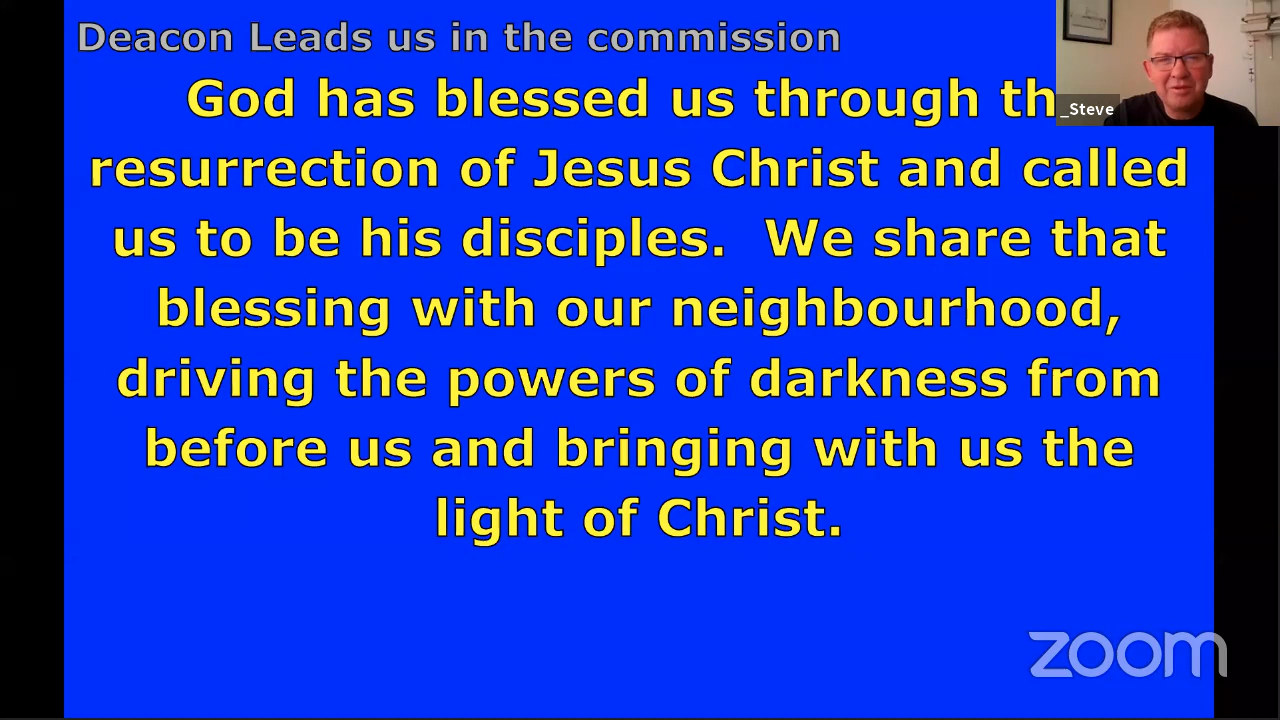 Deacon Leads us in the commission
God has blessed us through th
resurrection of Jesus Christ and called
us to be his disciples.  We share that
blessing with our neighbourhood,
driving the powers of darkness from
before us and bringing with us the
light of Christ.
_Steve
zoom